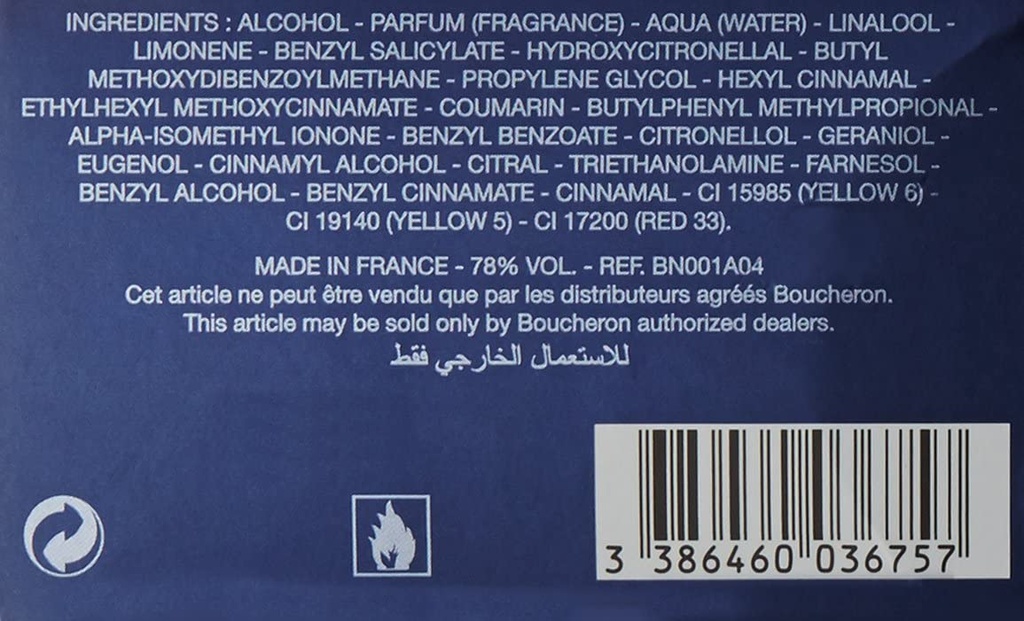 INGREDIENTS : ALCOHOL - PARFUM (FRAGRANCE) - AQUA (WATER) - LINALOOL -
LIMONENE - BENZYL SALICYLATE - HYDROXYCITRONELLAL - BUTYL
METHOXYDIBENZOYLMETHANE - PROPYLENE GLYCOL - HEXYL CINNAMAL -
ETHYLHEXYL METHOXYCINNAMATE - COUMARIN - BUTYLPHENYL METHYLPROPIONAL -
ALPHA-ISOMETHYL IONONE - BENZYL BENZOATE - CITRONELLOL - GERANIOL -
EUGENOL - CINNAMYL ALCOHOL - CITRAL - TRIETHANOLAMINE - FARNESOL -
BENZYL ALCOHOL - BENZYL CINNAMATE - CINNAMAL - CI 15985 (YELLOW 6) -
CI 19140 (YELLOW 5) - CI 17200 (RED 33).
MADE IN FRANCE - 78% VOL. - REF. BN001A04
Cet article ne peut être vendu que par les distributeurs agréés Boucheron.
This article may be sold only by Boucheron authorized dealers.
للاستعمال الخارجي فقط
3 386460 036757